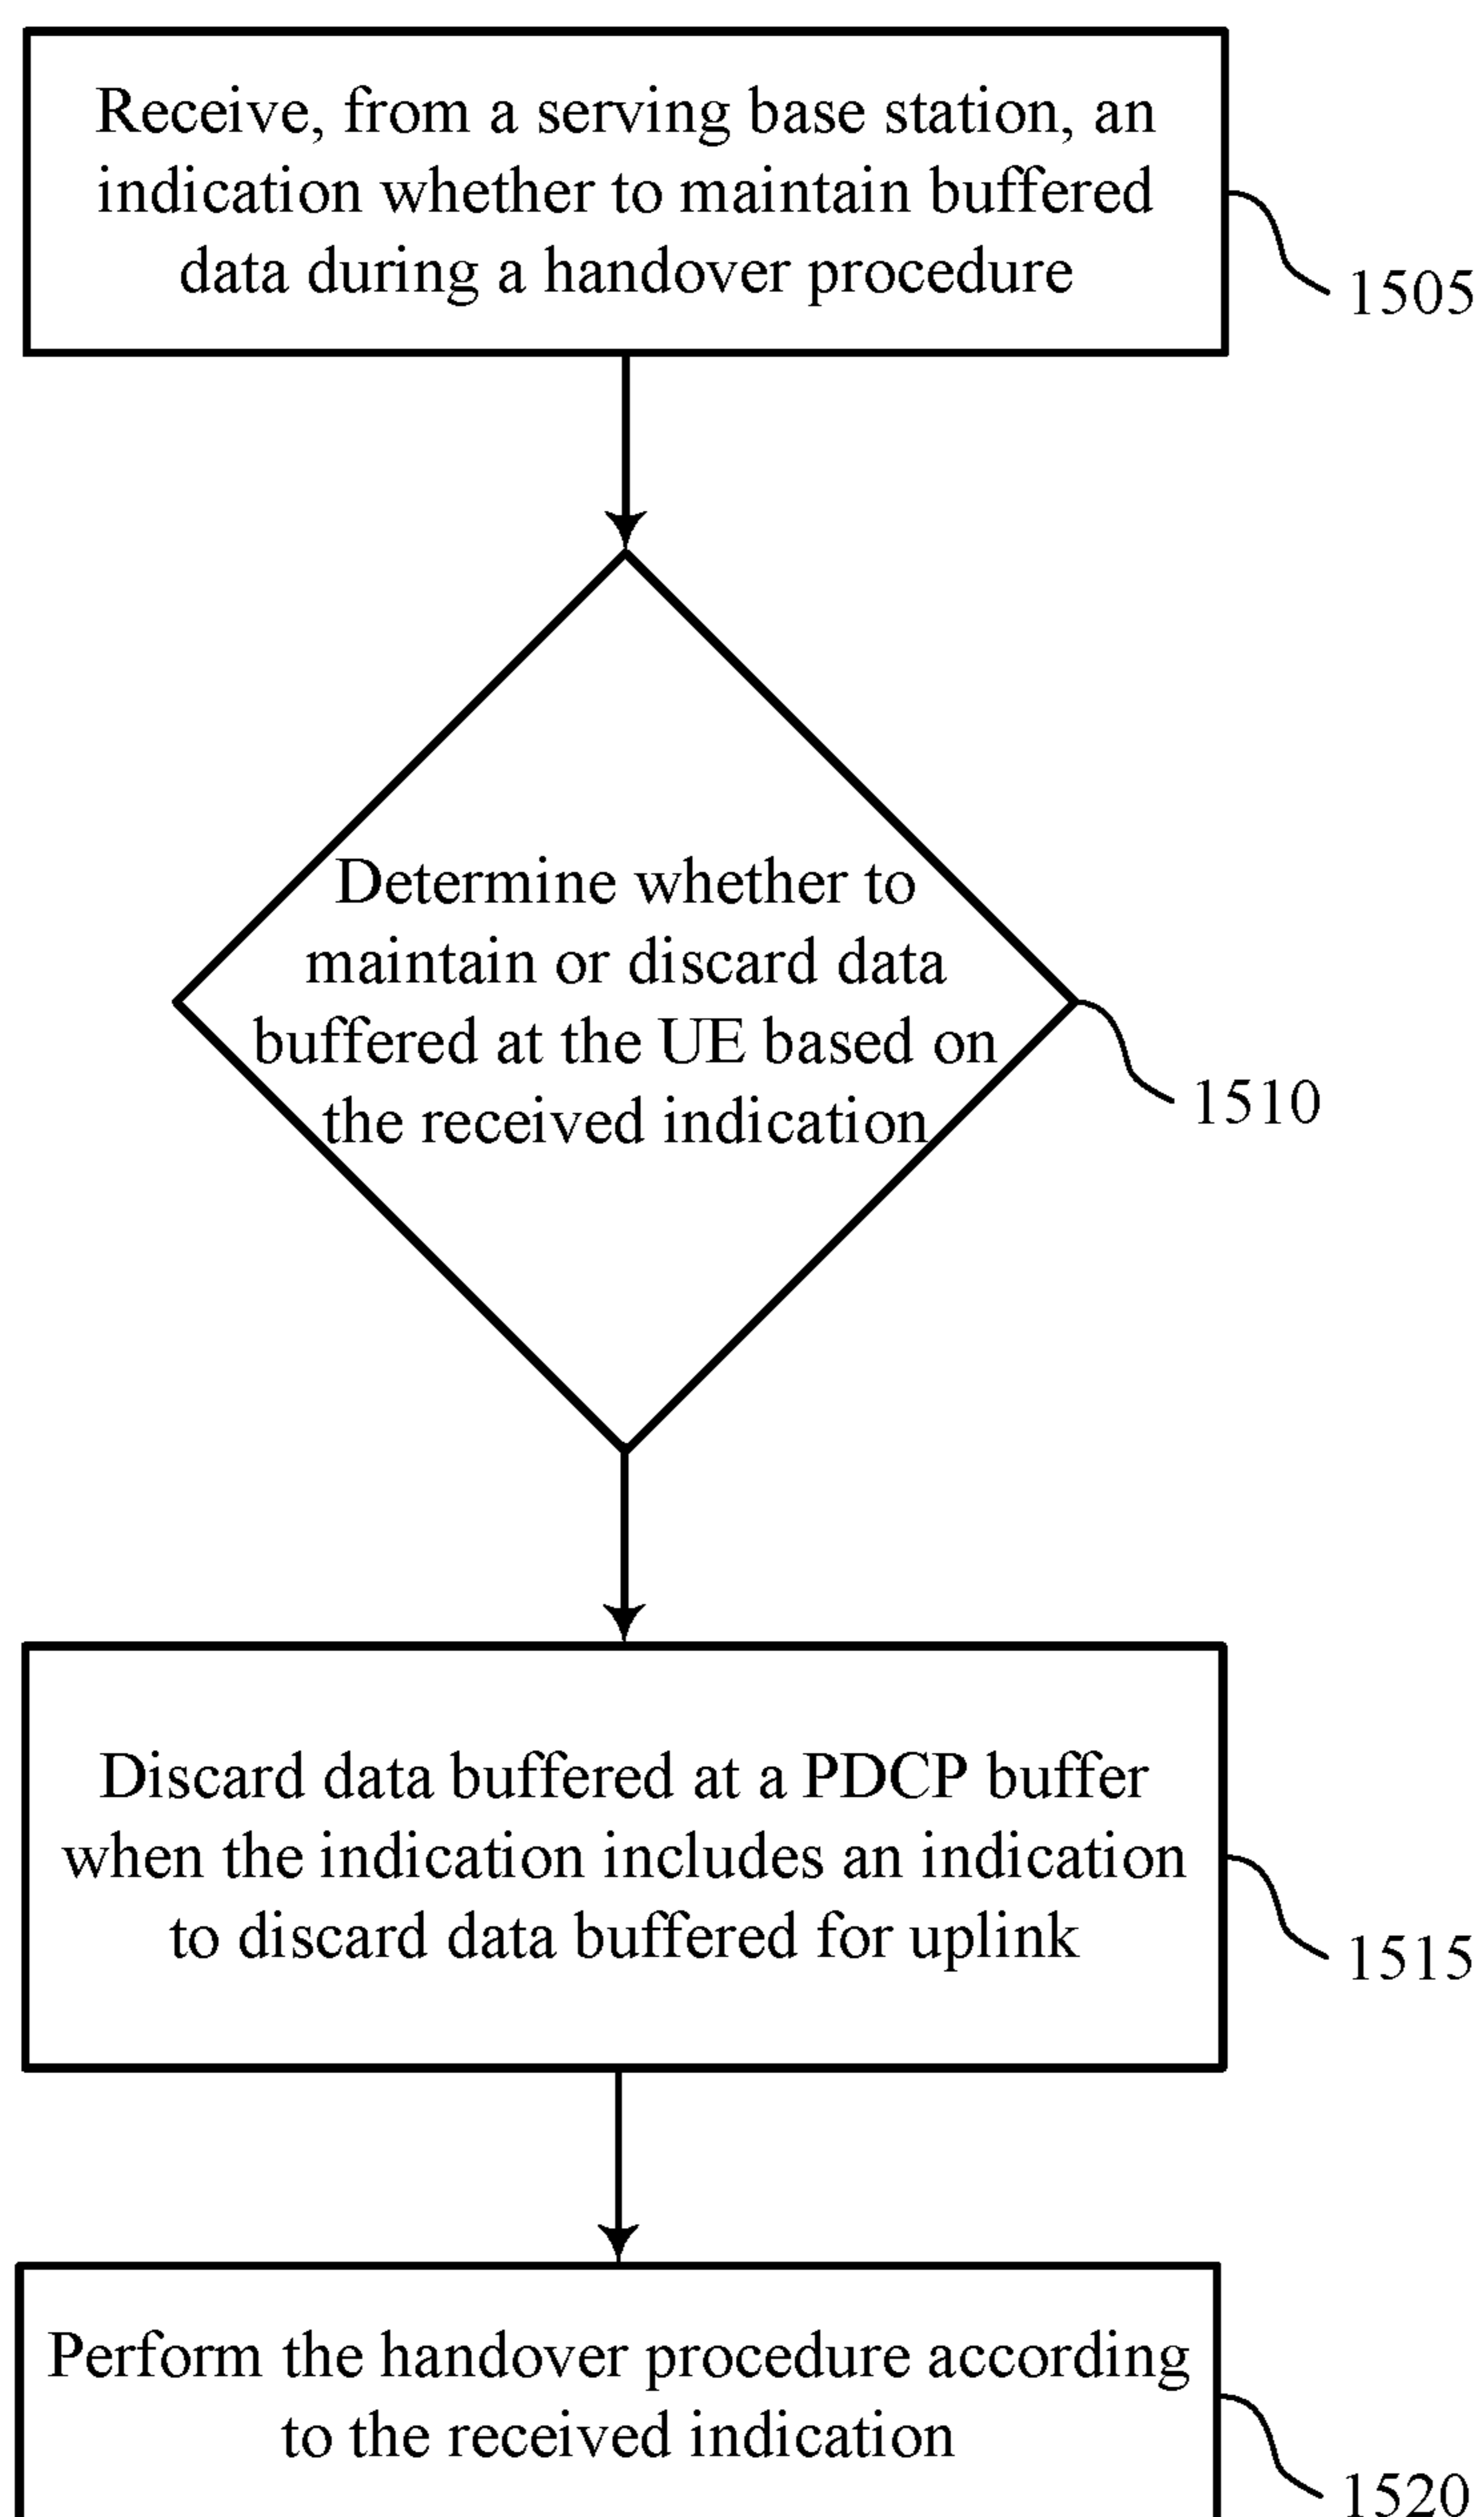 Receive, from a serving base station, an
indication whether to maintain buffered
data during a handover procedure
1505
Determine whether to
maintain or discard data
buffered at the UE based on
the received indication
1510
Discard data buffered at a PDCP buffer
when the indication includes an indication
to discard data buffered for uplink
1515
Perform the handover procedure according
to the received indication
1520